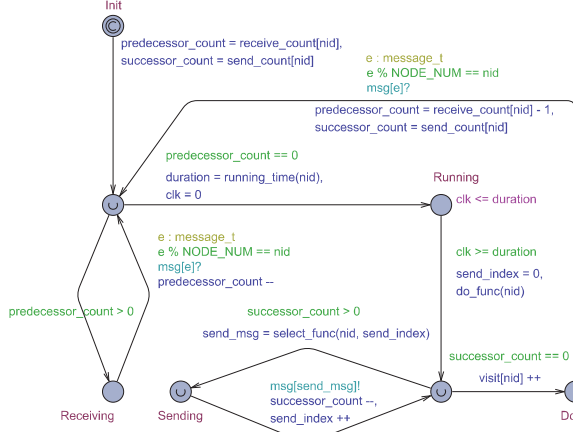 Init
predecessor_count = receive_count[nid],
successor_count = send_count[nid]
e : message_t
e % NODE_NUM == nid
msg[e]?
predecessor_count = receive_count[nid] - 1,
successor_count = send_count[nid]
predecessor_count == 0
duration = running_time(nid),
clk = 0
Running
clk <= duration
e : message_t
e % NODE_NUM == nid
msg[e]?
predecessor_count --
clk >= duration
send_index = 0,
do_func(nid)
predecessor_count > 0
successor_count > 0
send_msg = select_func(nid, send_index)
successor_count == 0
visit[nid] ++
msg[send_msg]!
successor_count --,
send_index ++
Receiving
Sending
Do